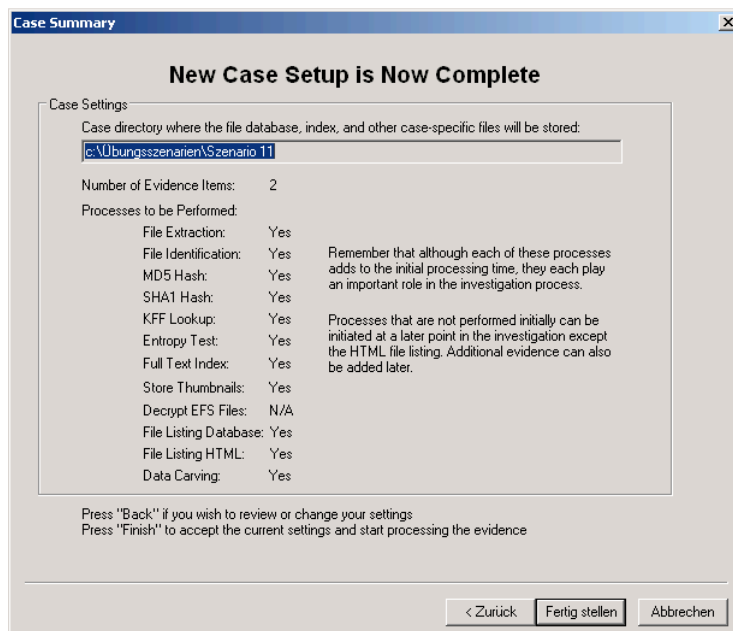 Case Summary
New Case Setup is Now Complete
Case Settings
Case directory where the file database, index, and other case-specific files will be stored:
c:\Übungsszenarien\Szenario 11
Number of Evidence Items: 2
Processes to be Performed:
File Extraction: Yes
File Identification: Yes
MD5 Hash: Yes
SHA1 Hash: Yes
KFF Lookup: Yes
Entropy Test: Yes
Full Text Index: Yes
Store Thumbnails: Yes
Decrypt EFS Files: N/A
File Listing Database: Yes
File Listing HTML: Yes
Data Carving: Yes
Remember that although each of these processes
adds to the initial processing time, they each play
an important role in the investigation process.
Processes that are not performed initially can be
initiated at a later point in the investigation except
the HTML file listing. Additional evidence can also
be added later.
Press "Back" if you wish to review or change your settings
Press "Finish" to accept the current settings and start processing the evidence
< Zurück Fertig stellen Abbrechen